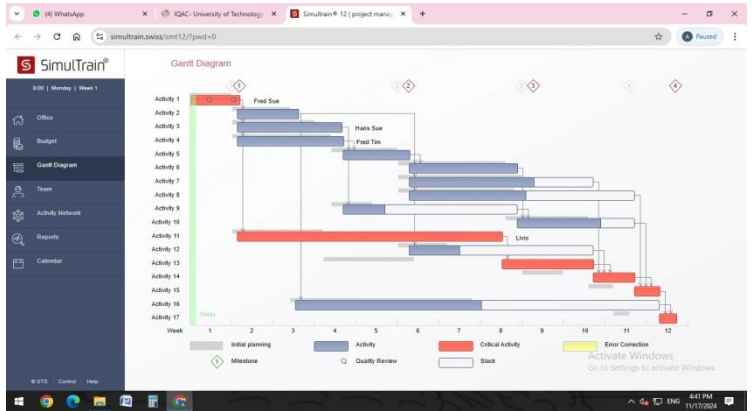 (4) WhatsApp
IQAC- University of Technology
Simultrain® 12 | project mana
simultrain.swiss/smt12/?pwd=0
A Paused
S SimulTrain®
8:00 | Monday | Week 1
Office
Budget
Gantt Diagram
Team
Activity Network
Reports
Calendar
© STS Control Help
Gantt Diagram
1 2 3 4
Activity 1 Q Q Fred Sue
Activity 2
Activity 3 Hans Sue
Activity 4 Fred Tim
Activity 5
Activity 6
Activity 7
Activity 8
Activity 9
Activity 10
Activity 11 Livio
Activity 12
Activity 13
Activity 14
Activity 15
Activity 16
Activity 17
Today
Week 1 2 3 4 5 6 7 8 9 10 11 12
Initial planning Activity Critical Activity Error Correction
1 Milestone Q Quality Review Slack
Activate Windows
Go to Settings to activate Windows.
ENG
4:41 PM
11/17/2024